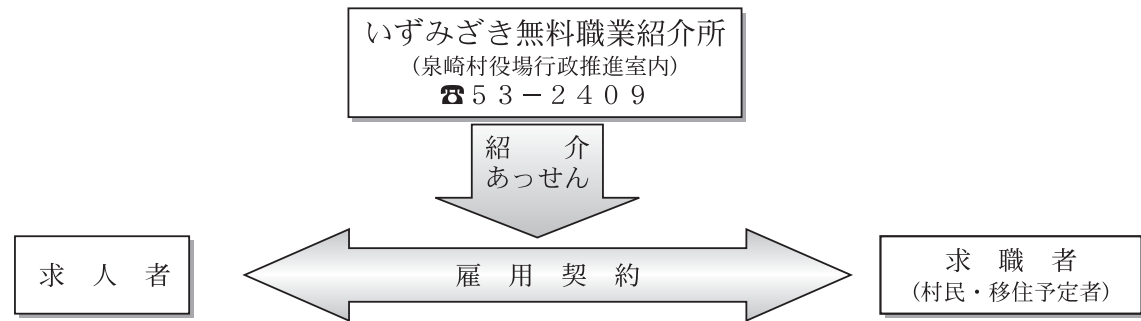 いずみざき無料職業紹介所
（泉崎村役場行政推進室内）
☎５３－２４０９
紹　介
あっせん
求　人　者
雇　用　契　約
求　職　者
（村民・移住予定者）